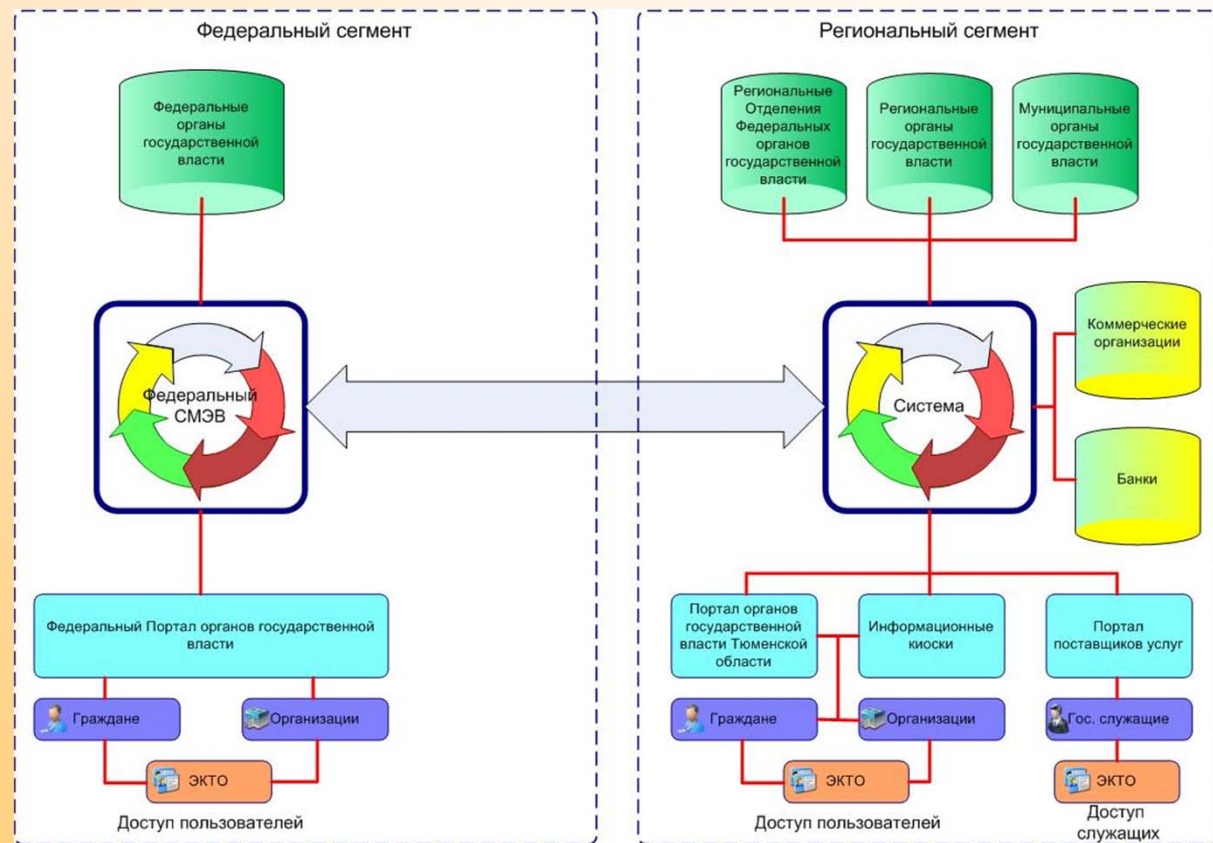 Федеральный сегмент
Федеральные
органы
государственной
власти
Федеральный
СМЭВ
Федеральный Портал органов государственной
власти
Граждане
Организации
ЭКТО
Доступ пользователей
Региональный сегмент
Региональные
Отделения
Федеральных
органов
государственной
власти
Региональные
органы
государственной
власти
Муниципальные
органы
государственной
власти
Система
Коммерческие
организации
Банки
Портал органов
государственной
власти Тюменской
области
Информационные
киоски
Портал
поставщиков услуг
Граждане
Организации
Гос. служащие
ЭКТО
ЭКТО
Доступ пользователей
Доступ
служащих